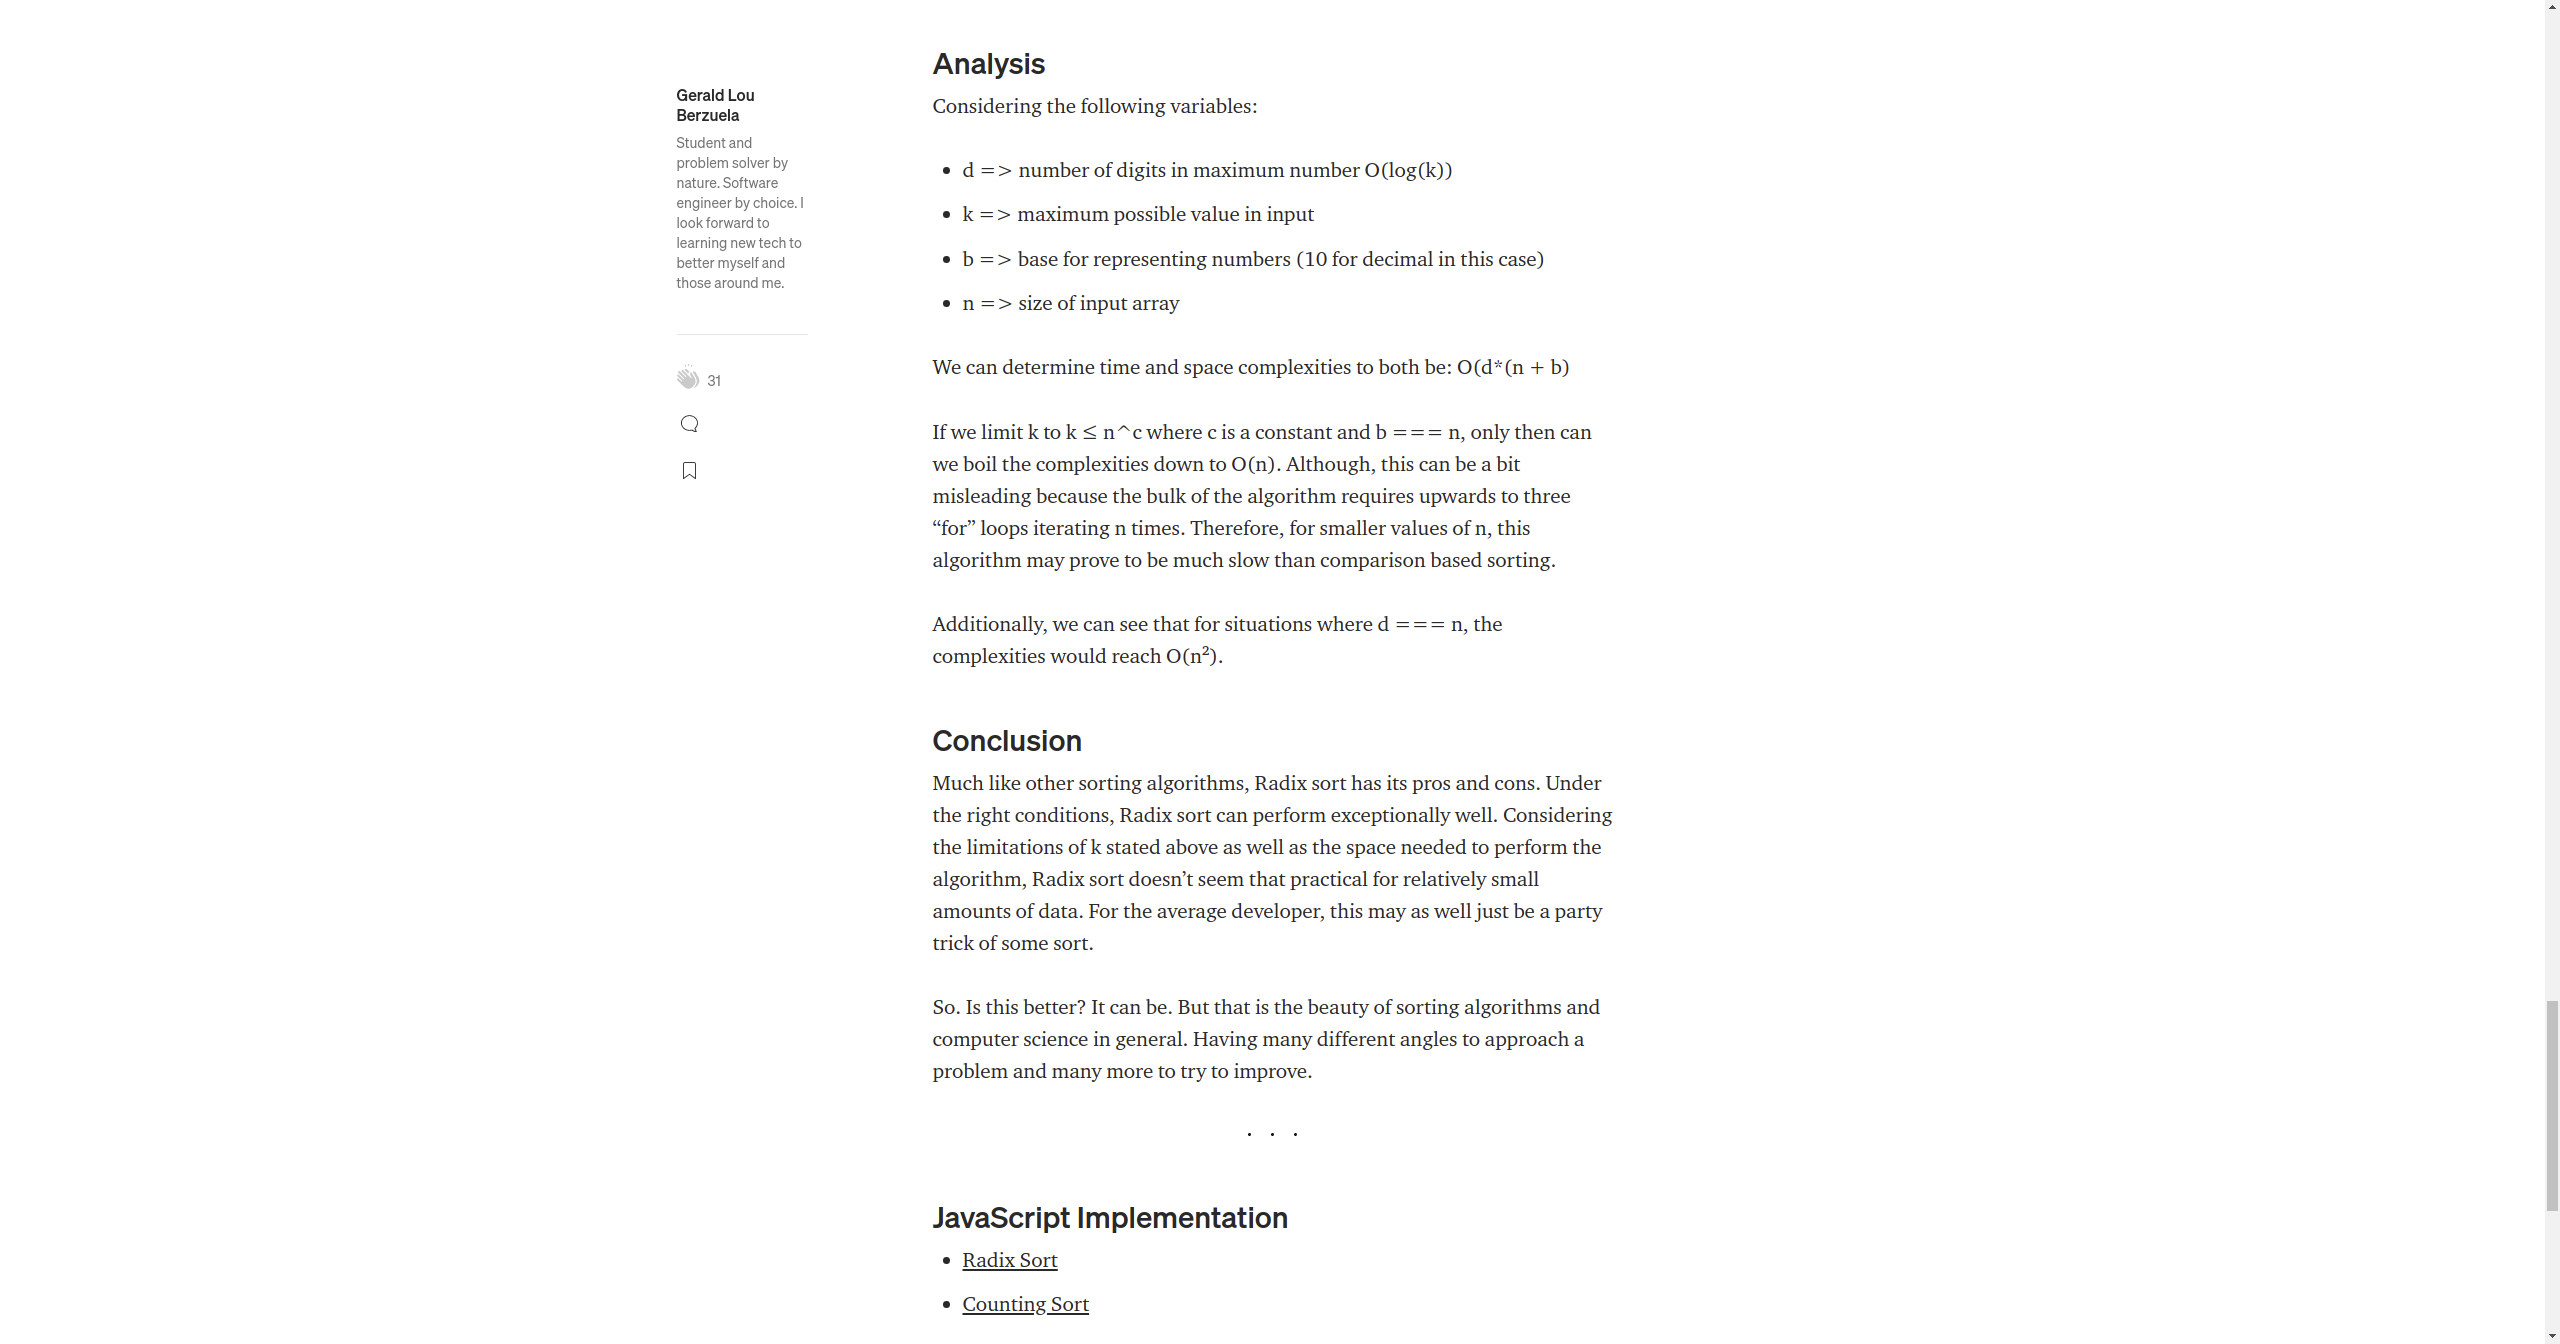 Gerald Lou
Berzuela
Student and
problem solver by
nature. Software
engineer by choice. I
look forward to
learning new tech to
better myself and
those around me.
31
Analysis
Considering the following variables:
• d => number of digits in maximum number O(log(k))
• k => maximum possible value in input
• b => base for representing numbers (10 for decimal in this case)
• n => size of input array
We can determine time and space complexities to both be: O(d*(n + b)
If we limit k to k ≤ n^c where c is a constant and b === n, only then can
we boil the complexities down to O(n). Although, this can be a bit
misleading because the bulk of the algorithm requires upwards to three
“for” loops iterating n times. Therefore, for smaller values of n, this
algorithm may prove to be much slow than comparison based sorting.
Additionally, we can see that for situations where d === n, the
complexities would reach O(n²).
Conclusion
Much like other sorting algorithms, Radix sort has its pros and cons. Under
the right conditions, Radix sort can perform exceptionally well. Considering
the limitations of k stated above as well as the space needed to perform the
algorithm, Radix sort doesn’t seem that practical for relatively small
amounts of data. For the average developer, this may as well just be a party
trick of some sort.
So. Is this better? It can be. But that is the beauty of sorting algorithms and
computer science in general. Having many different angles to approach a
problem and many more to try to improve.
. . .
JavaScript Implementation
• Radix Sort
• Counting Sort